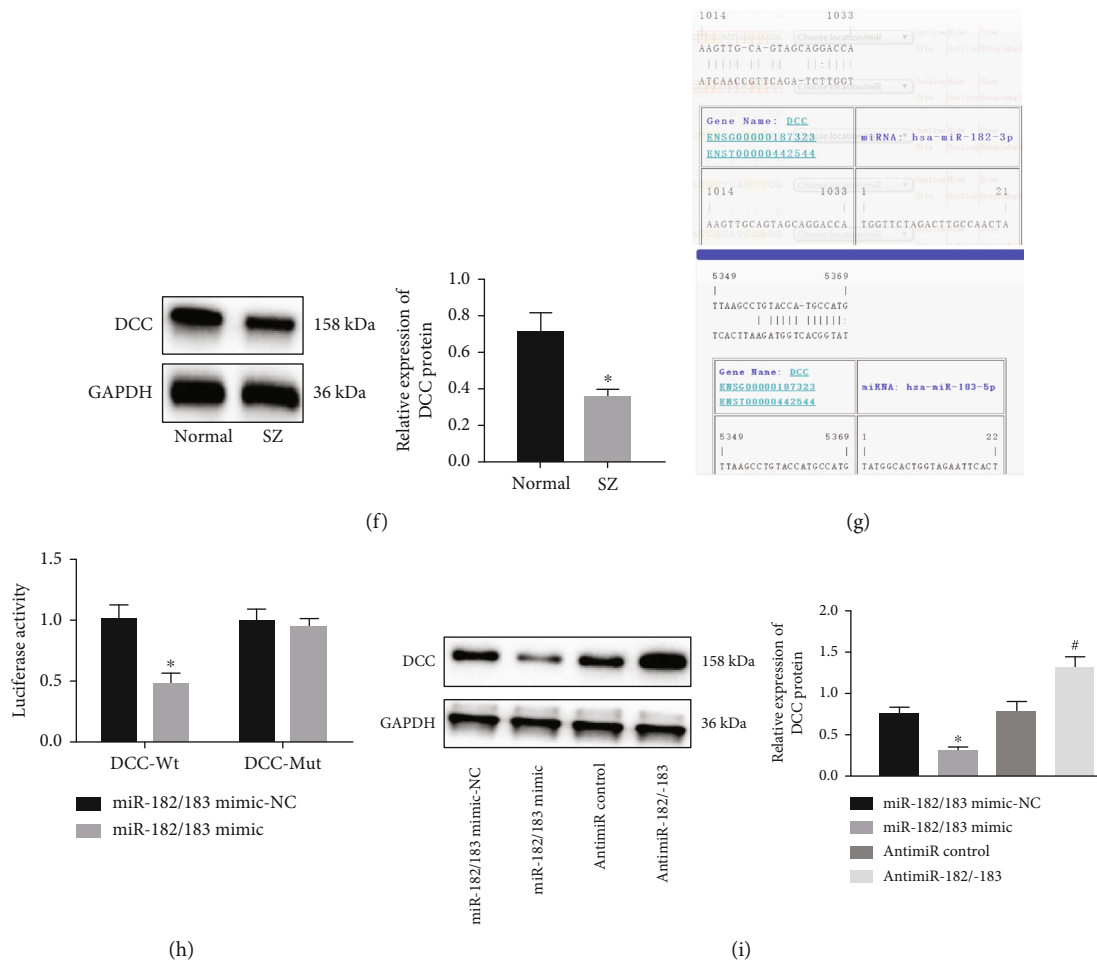 DCC
158 kDa
GAPDH
36 kDa
Normal SZ
Relative expression of
DCC protein
1.0
0.8
0.6
0.4
0.2
0.0
*
Normal SZ
(f)
1014 1033
AAGTTG-CA-GTAGCAGGACCA
ATCAACCGTTCAGA-TCTTGGT
Gene Name: DCC
ENSG00000187323
ENST00000442544
miRNA: hsa-miR-182-3p
1014 1033
AAGTTGCAGTAGCAGGACCA
1 21
TGGTTCTAGACTTGCCAACTA
5349 5369
TTAAGCCTGTACCA-TGCCATG
TCACTTAAGATGGTCACGGTAT
Gene Name: DCC
ENSG00000187323
ENST00000442544
miRNA: hsa-miR-183-5p
5349 5369
TTAAGCCTGTACCATGCCATG
1 22
TATGGCACTGGTAGAATTCACT
(g)
Luciferase activity
1.5
1.0
0.5
0.0
*
DCC-Wt DCC-Mut
miR-182/183 mimic-NC
miR-182/183 mimic
(h)
DCC
158 kDa
GAPDH
36 kDa
miR-182/183 mimic-NC
miR-182/183 mimic
AntimiR control
AntimiR-182/-183
Relative expression of
DCC protein
2.0
1.5
1.0
0.5
0.0
*
#
miR-182/183 mimic-NC
miR-182/183 mimic
AntimiR control
AntimiR-182/-183
(i)